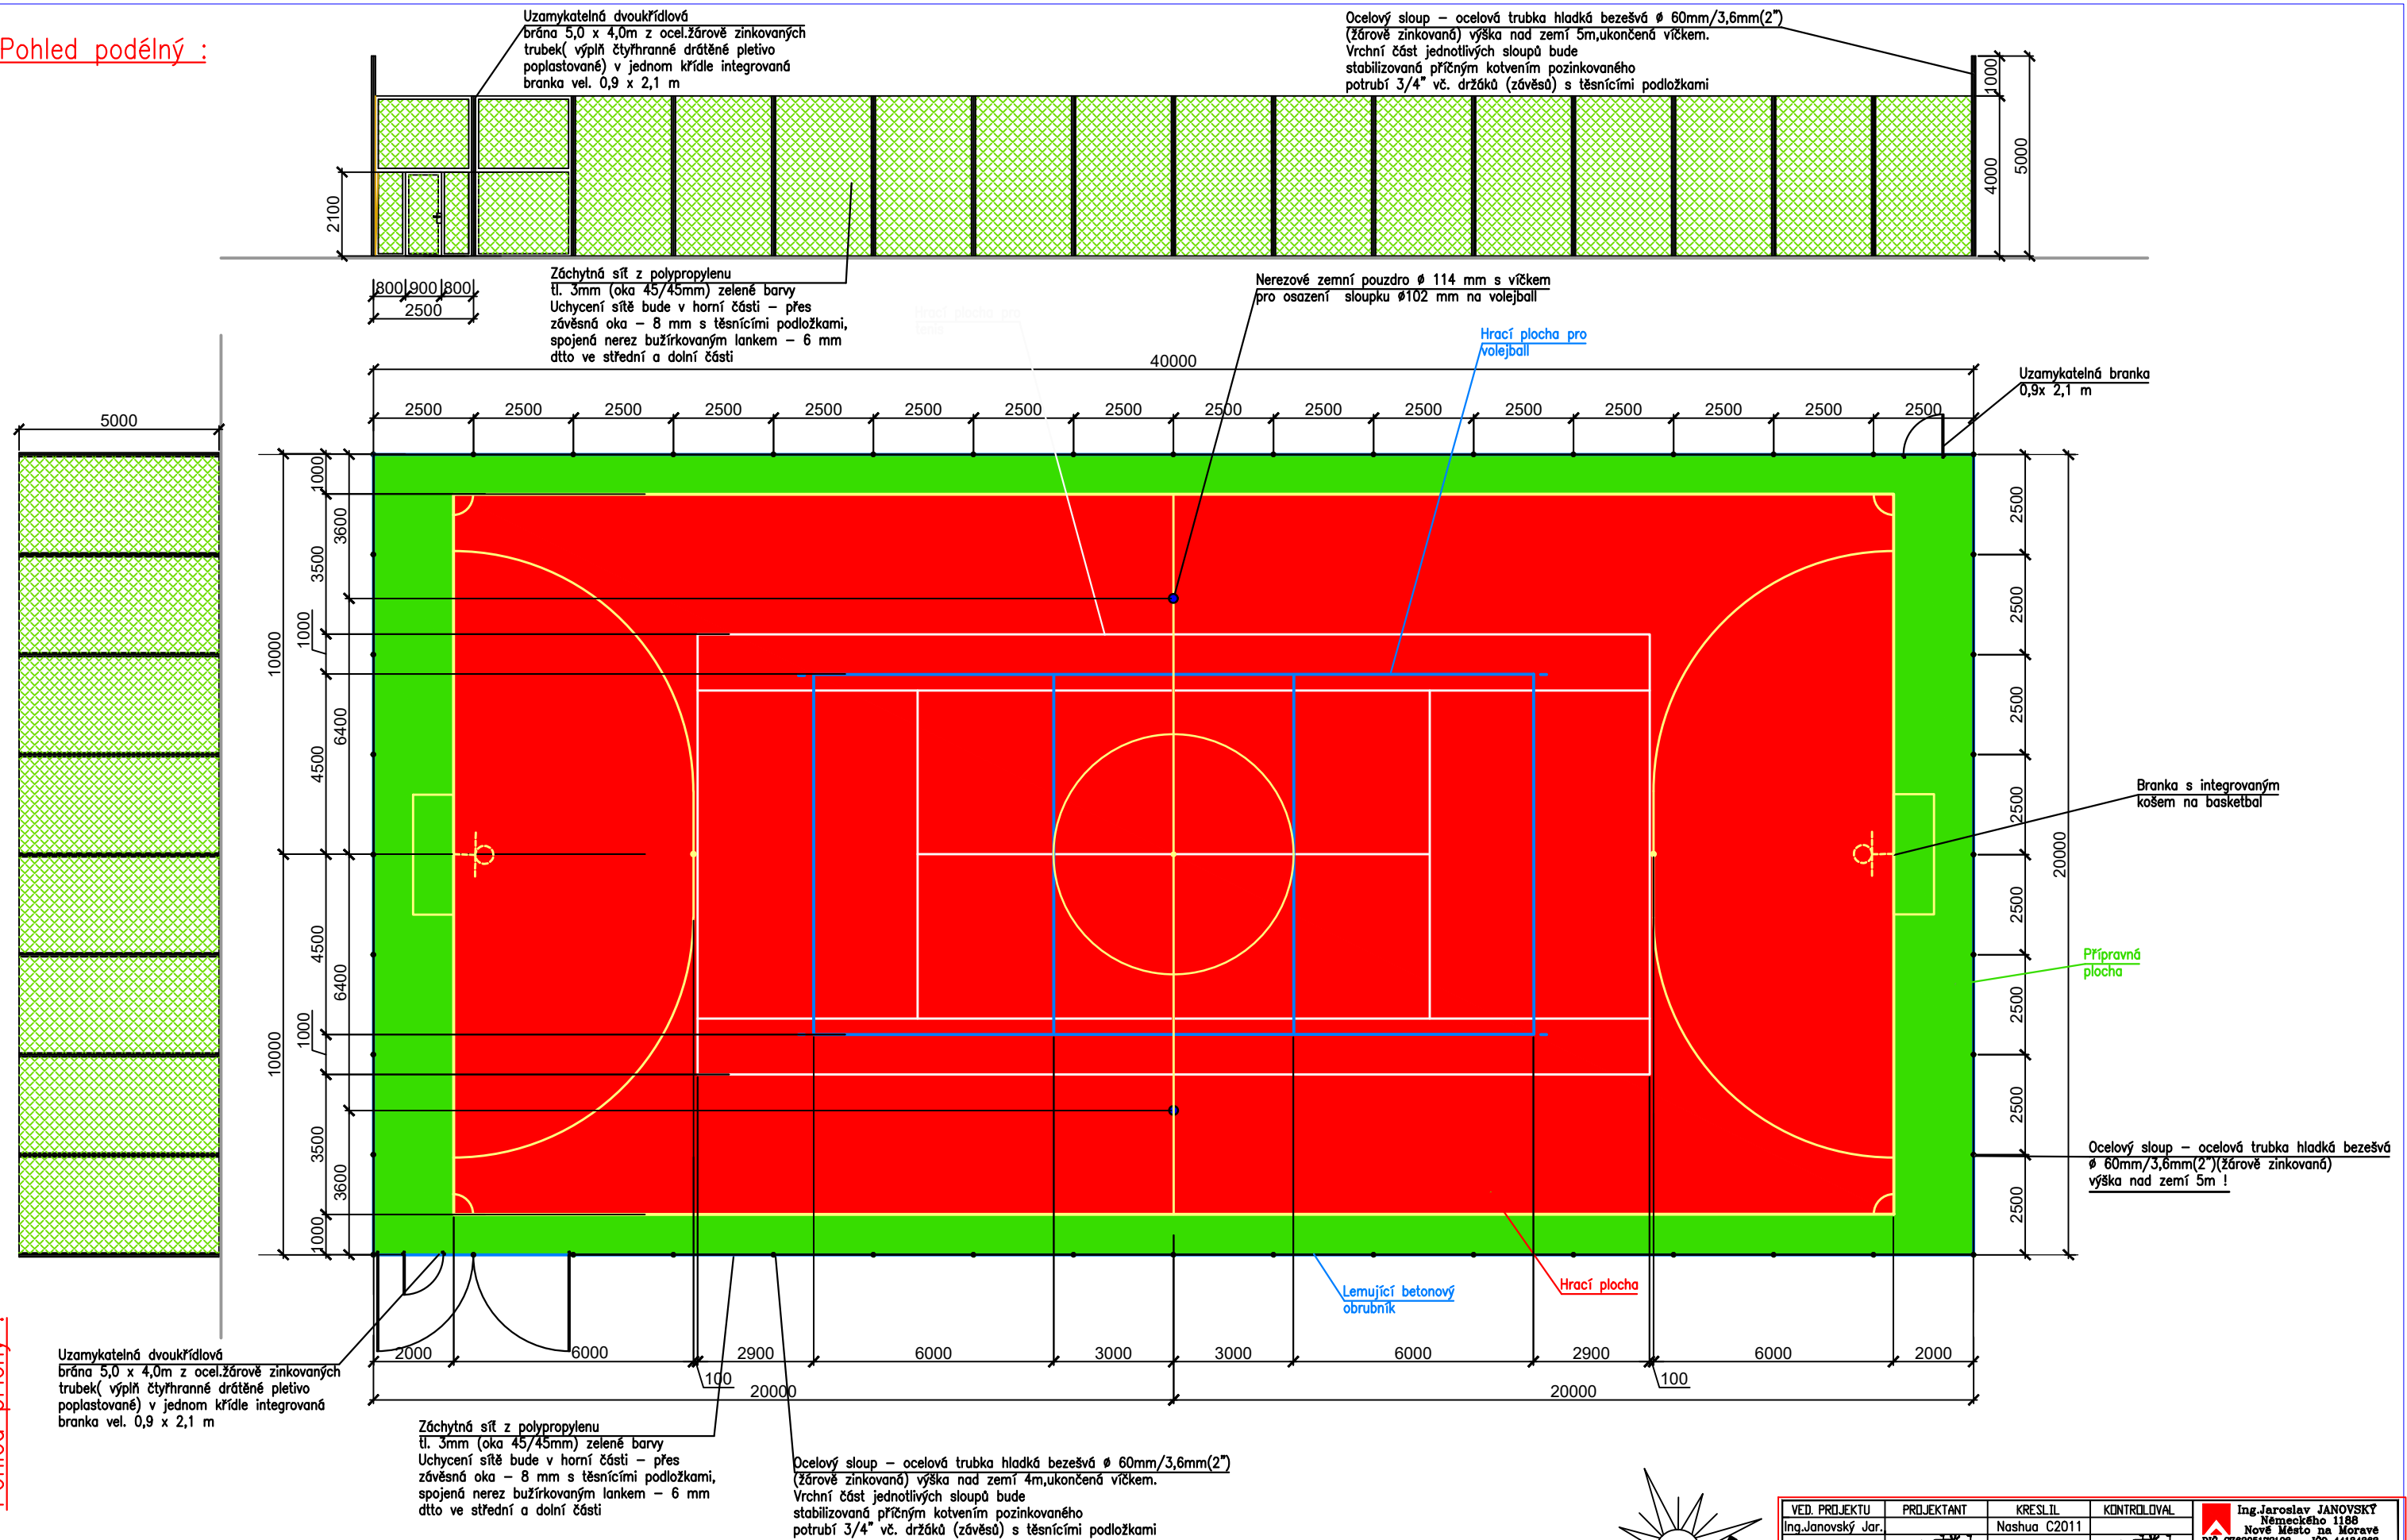 Pohled podélný :
Uzamykatelná dvoukřídlová
brána 5,0 x 4,0m z ocel.žárově zinkovaných
trubek( výplň čtyřhranné drátěné pletivo
poplastované) v jednom křídle integrovaná
branka vel. 0,9 x 2,1 m
Ocelový sloup – ocelová trubka hladká bezešvá ø 60mm/3,6mm(2")
(žárově zinkovaná) výška nad zemí 5m,ukončená víčkem.
Vrchní část jednotlivých sloupů bude
stabilizovaná příčným kotvením pozinkovaného
potrubí 3/4" vč. držáků (závěsů) s těsnícími podložkami
1000
4000
5000
2100
800 900 800
2500
Záchytná síť z polypropylenu
tl. 3mm (oka 45/45mm) zelené barvy
Uchycení sítě bude v horní části – přes
závěsná oka – 8 mm s těsnícími podložkami,
spojená nerez bužírkovaným lankem – 6 mm
dtto ve střední a dolní části
Nerezové zemní pouzdro ø 114 mm s víčkem
pro osazení sloupku ø102 mm na volejball
Hrací plocha pro
Hrací plocha pro
volejball
40000
Uzamykatelná branka
0,9x 2,1 m
2500 2500 2500 2500 2500 2500 2500 2500 2500 2500 2500 2500 2500 2500 2500 2500
5000
1000
3600
3500
1000
10000
6400
4500
4500
6400
1000
10000
3500
3600
1000
2500
2500
2500
2500
2500
2500
2500
2500
20000
Branka s integrovaným
košem na basketbal
Přípravná
plocha
Ocelový sloup – ocelová trubka hladká bezešvá
ø 60mm/3,6mm(2")(žárově zinkovaná)
výška nad zemí 5m !
Hrací plocha
Lemující betonový
obrubník
2000 6000 2900 6000 3000 3000 6000 2900 6000 2000
100 100
20000 20000
Uzamykatelná dvoukřídlová
brána 5,0 x 4,0m z ocel.žárově zinkovaných
trubek( výplň čtyřhranné drátěné pletivo
poplastované) v jednom křídle integrovaná
branka vel. 0,9 x 2,1 m
Záchytná síť z polypropylenu
tl. 3mm (oka 45/45mm) zelené barvy
Uchycení sítě bude v horní části – přes
závěsná oka – 8 mm s těsnícími podložkami,
spojená nerez bužírkovaným lankem – 6 mm
dtto ve střední a dolní části
Ocelový sloup – ocelová trubka hladká bezešvá ø 60mm/3,6mm(2")
(žárově zinkovaná) výška nad zemí 4m,ukončená víčkem.
Vrchní část jednotlivých sloupů bude
stabilizovaná příčným kotvením pozinkovaného
potrubí 3/4" vč. držáků (závěsů) s těsnícími podložkami
VED. PROJEKTU PROJEKTANT KRESLIL KONTROLOVAL
Ing.Janovský Jar. Nashua C2011
Ing.Jaroslav JANOVSKÝ
Německého 1188
Nové Město na Moravě